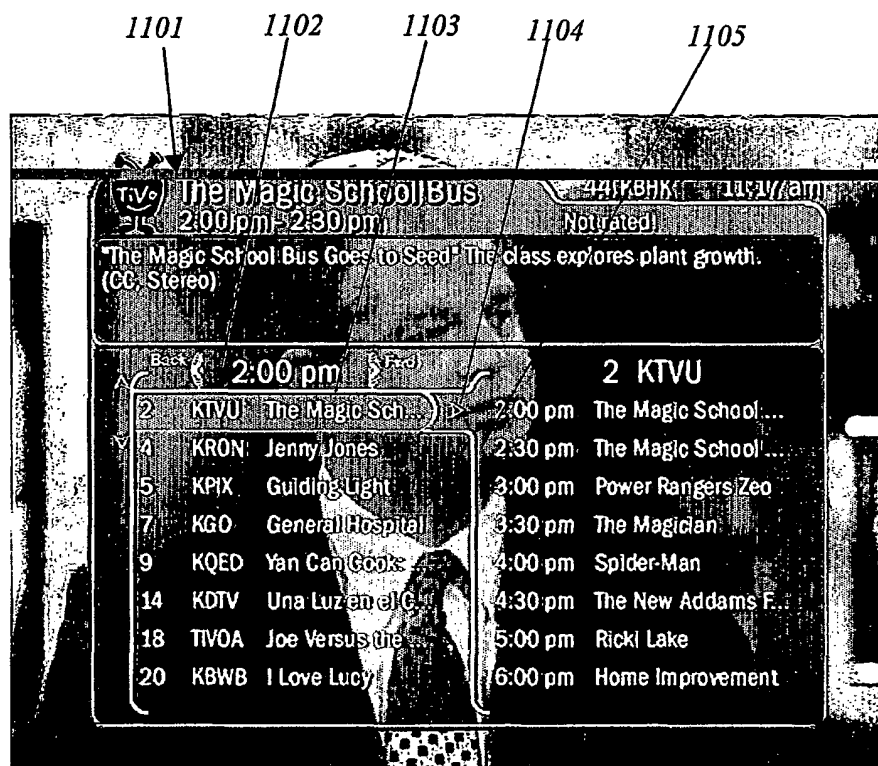 1101 1102 1103 1104 1105
TiVo The Magic School Bus 44 KBHK 11:17 am
2:00 pm - 2:30 pm Not rated
"The Magic School Bus Goes to Seed" The class explores plant growth.
(CC, Stereo)
Back 2:00 pm Fwd 2 KTVU
2 KTVU The Magic Sch... 2:00 pm The Magic School ...
4 KRON Jenny Jones 2:30 pm The Magic School ...
5 KPIX Guiding Light 3:00 pm Power Rangers Zeo
7 KGO General Hospital 3:30 pm The Magician
9 KQED Yan Can Cook: ... 4:00 pm Spider-Man
14 KDTV Una Luz en el C... 4:30 pm The New Addams F...
18 TIVOA Joe Versus the ... 5:00 pm Ricki Lake
20 KBWB I Love Lucy 6:00 pm Home Improvement